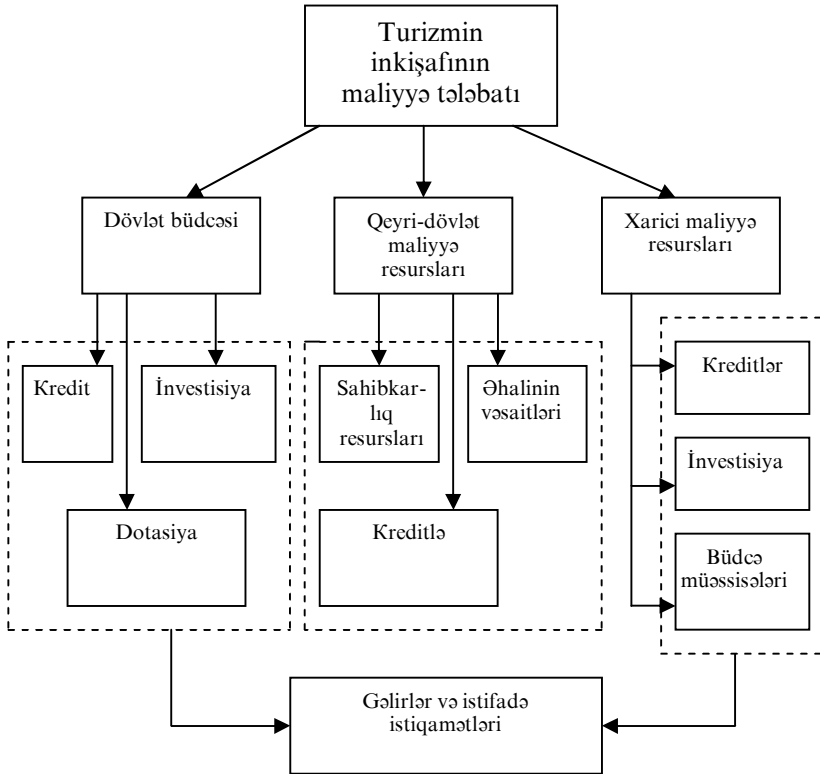 Turizmin
inkişafının
maliyyə tələbatı
Dövlət büdcəsi
Qeyri-dövlət
maliyyə
resursları
Xarici maliyyə
resursları
Kredit
İnvestisiya
Dotasiya
Sahibkar-
lıq
resursları
Əhalinin
vəsaitləri
Kreditlə
Kreditlər
İnvestisiya
Büdcə
müəssisələri
Gəlirlər və istifadə
istiqamətləri